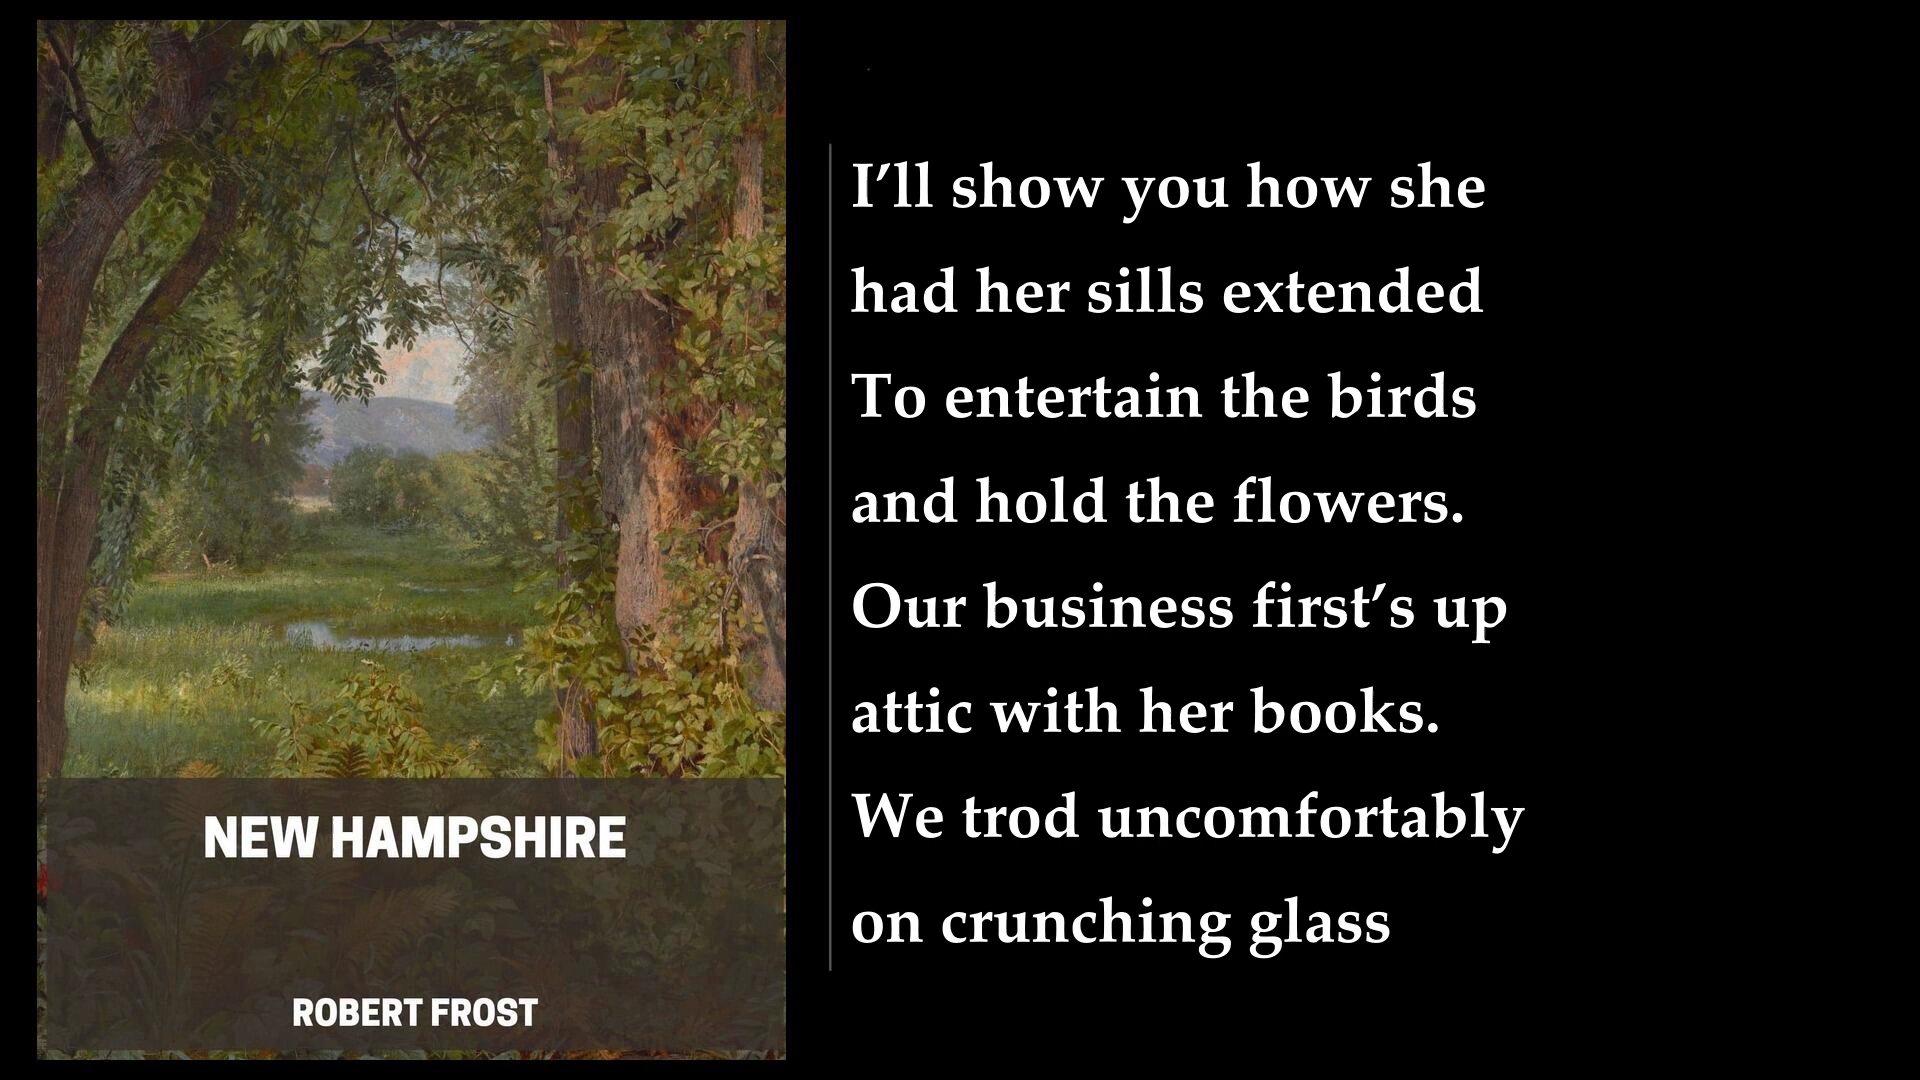 NEW HAMPSHIRE
ROBERT FROST
I’ll show you how she
had her sills extended
To entertain the birds
and hold the flowers.
Our business first’s up
attic with her books.
We trod uncomfortably
on crunching glass